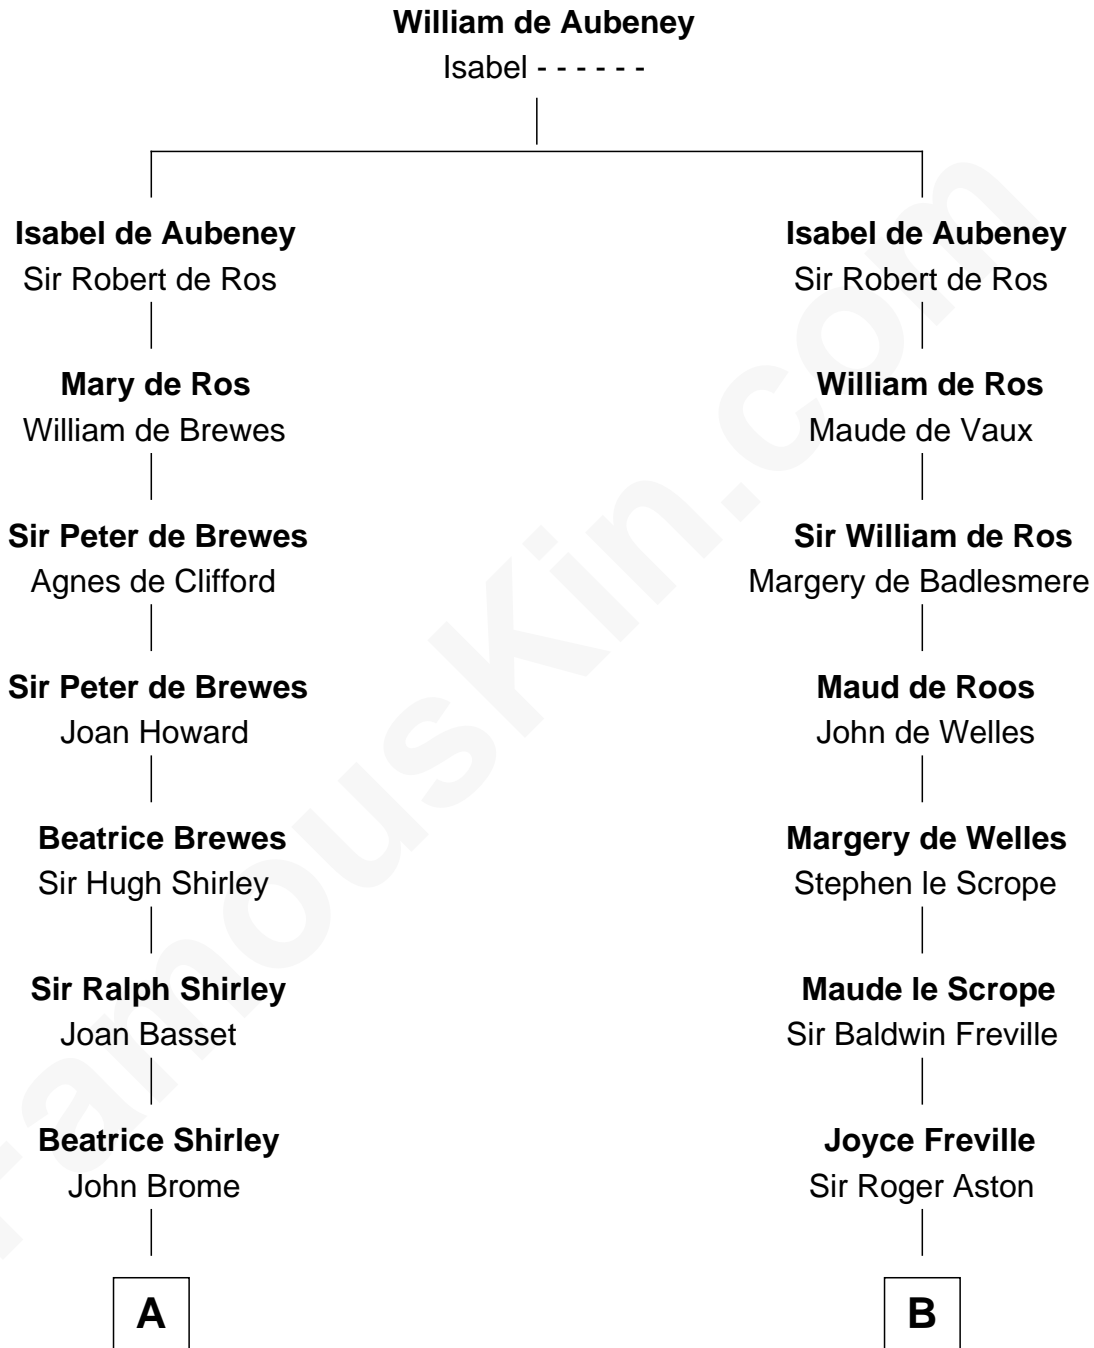 William de Aubeney
Isabel - - - - - -
Isabel de Aubeney
Sir Robert de Ros
Isabel de Aubeney
Sir Robert de Ros
Mary de Ros
William de Brewes
William de Ros
Maude de Vaux
Sir Peter de Brewes
Agnes de Clifford
Sir William de Ros
Margery de Badlesmere
Sir Peter de Brewes
Joan Howard
Maud de Roos
John de Welles
Beatrice Brewes
Sir Hugh Shirley
Margery de Welles
Stephen le Scrope
Sir Ralph Shirley
Joan Basset
Maude le Scrope
Sir Baldwin Freville
Beatrice Shirley
John Brome
Joyce Freville
Sir Roger Aston
A
B
FamousKin.com